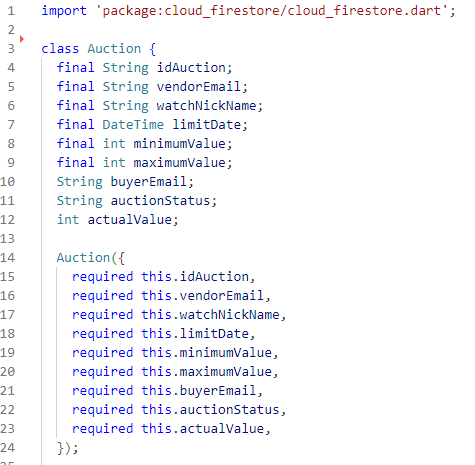 1 import 'package:cloud_firestore/cloud_firestore.dart';
2
3 class Auction {
4   final String idAuction;
5   final String vendorEmail;
6   final String watchNickName;
7   final DateTime limitDate;
8   final int minimumValue;
9   final int maximumValue;
10   String buyerEmail;
11   String auctionStatus;
12   int actualValue;
13
14   Auction({
15     required this.idAuction,
16     required this.vendorEmail,
17     required this.watchNickName,
18     required this.limitDate,
19     required this.minimumValue,
20     required this.maximumValue,
21     required this.buyerEmail,
22     required this.auctionStatus,
23     required this.actualValue,
24   });